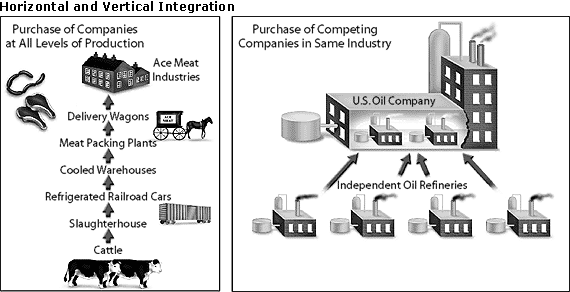 Horizontal and Vertical Integration
Purchase of Companies
at All Levels of Production
Ace Meat
Industries
Delivery Wagons
Meat Packing Plants
Cooled Warehouses
Refrigerated Railroad Cars
Slaughterhouse
Cattle
Purchase of Competing
Companies in Same Industry
U.S. Oil Company
Independent Oil Refineries